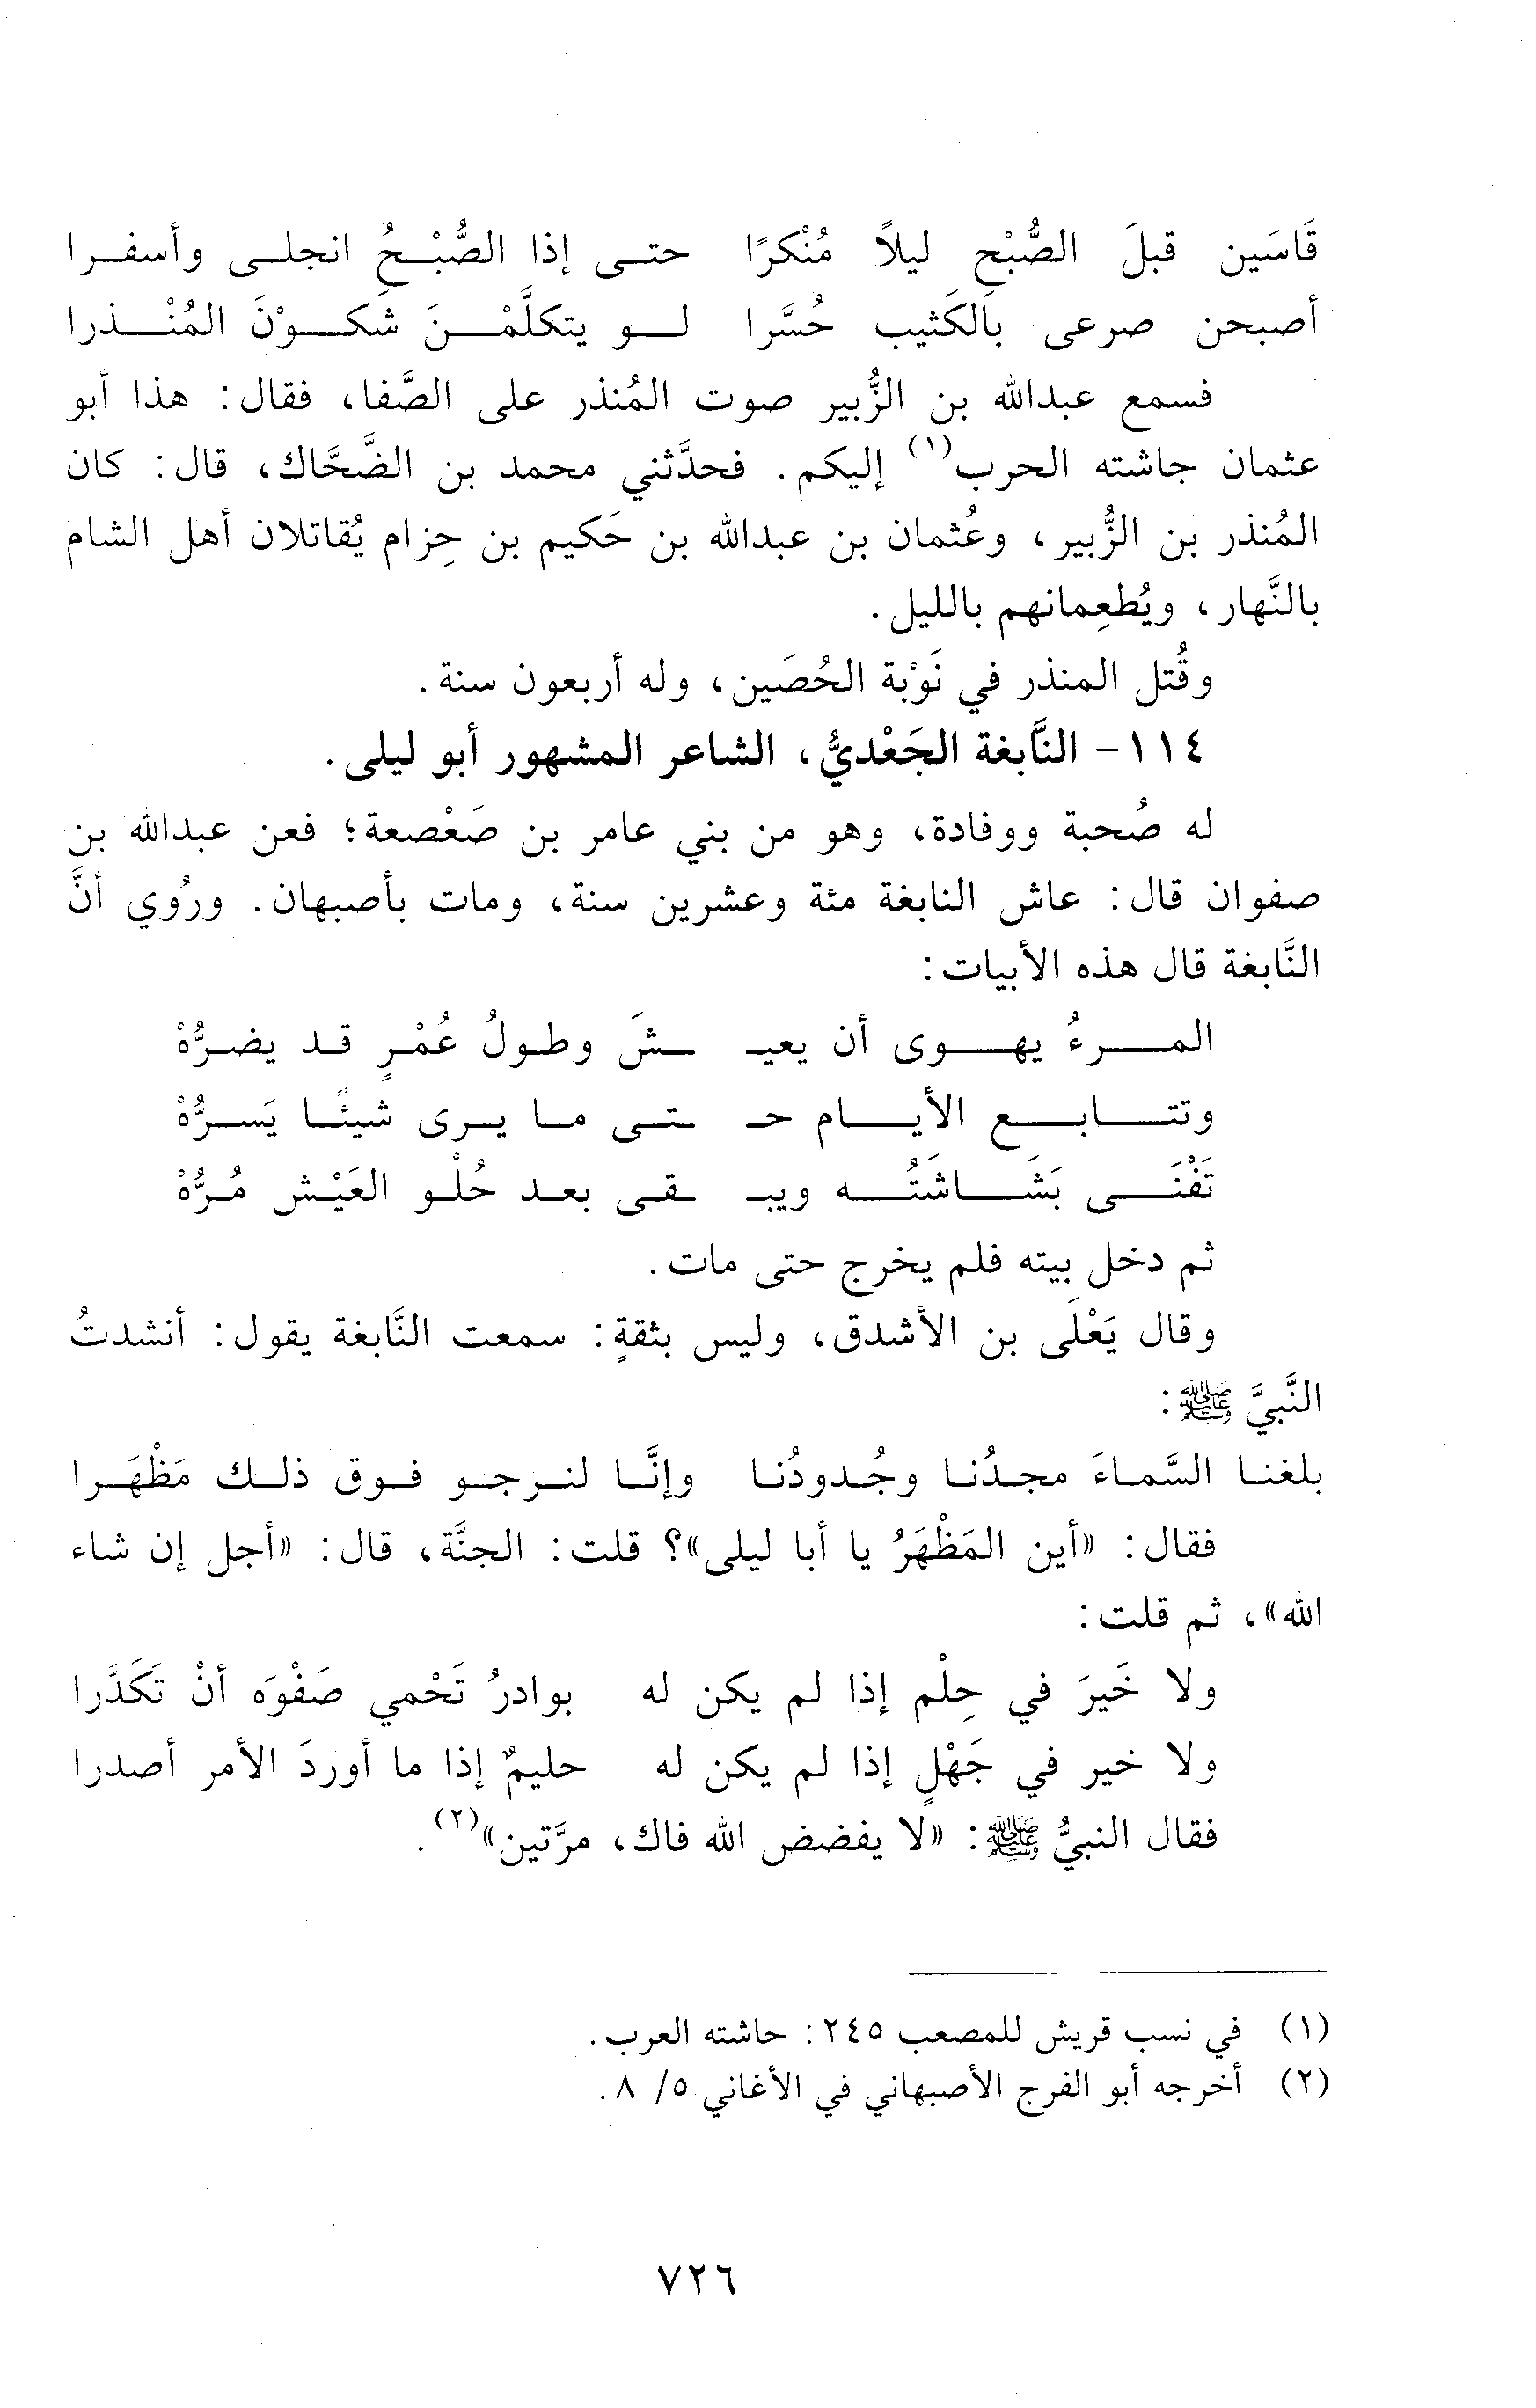 قَاسَين قبلَ الصُّبْحِ ليلاً مُنْكرًا حتى إذا الصُّبْحُ انجلى وأسفرا
أصبحن صرعى بالكَثيب حُسَّرا لو يتكلَّمْنَ شَكوْنَ المُنْذرا
فسمع عبدالله بن الزُّبير صوت المُنذر على الصَّفا، فقال: هذا أبو
عثمان جاشته الحرب(١) إليكم. فحدَّثني محمد بن الضَّحَّاك، قال: كان
المُنذر بن الزُّبير، وعُثمان بن عبدالله بن حَكيم بن حِزام يُقاتلان أهل الشام
بالنَّهار، ويُطعِمانهم بالليل.
وقُتل المنذر في نَوْبة الحُصَين، وله أربعون سنة.
١١٤- النَّابغة الجَعْديُّ، الشاعر المشهور أبو ليلى.
له صُحبة ووفادة، وهو من بني عامر بن صَعْصعة؛ فعن عبدالله بن
صفوان قال: عاش النابغة مئة وعشرين سنة، ومات بأصبهان. ورُوي أنَّ
النَّابغة قال هذه الأبيات:
المرءُ يهوى أن يعيـ ـشَ وطولُ عُمْرٍ قد يضرُّهْ
وتتابع الأيام حـ ـتى ما يرى شيئًا يَسرُّهْ
تَفْنَى بَشَاشَتُه ويبـ ـقى بعد حُلْو العَيْش مُرُّهْ
ثم دخل بيته فلم يخرج حتى مات.
وقال يَعْلَى بن الأشدق، وليس بثقةٍ: سمعت النَّابغة يقول: أنشدتُ
النَّبيَّ ﷺ:
بلغنا السَّماءَ مجدُنا وجُدودُنا وإنَّا لنرجو فوق ذلك مَظْهَرا
فقال: «أين المَظْهَرُ يا أبا ليلى»؟ قلت: الجنَّة، قال: «أجل إن شاء
الله»، ثم قلت:
ولا خَيرَ في حِلْم إذا لم يكن له بوادرُ تَحْمي صَفْوَه أنْ تَكَدَّرا
ولا خير في جَهْلٍ إذا لم يكن له حليمٌ إذا ما أوردَ الأمر أصدرا
فقال النبيُّ ﷺ: «لا يفضض الله فاك، مرَّتين»(٢).
(١) في نسب قريش للمصعب ٢٤٥: حاشته العرب.
(٢) أخرجه أبو الفرج الأصبهاني في الأغاني ٥/ ٨.
٧٢٦